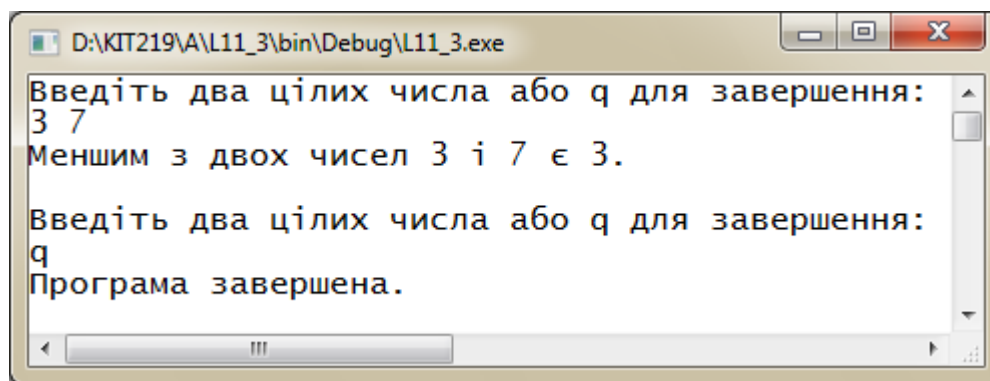 D:\KIT219\A\L11_3\bin\Debug\L11_3.exe
Введіть два цілих числа або q для завершення:
3 7
Меншим з двох чисел 3 і 7 є 3.
Введіть два цілих числа або q для завершення:
q
Програма завершена.